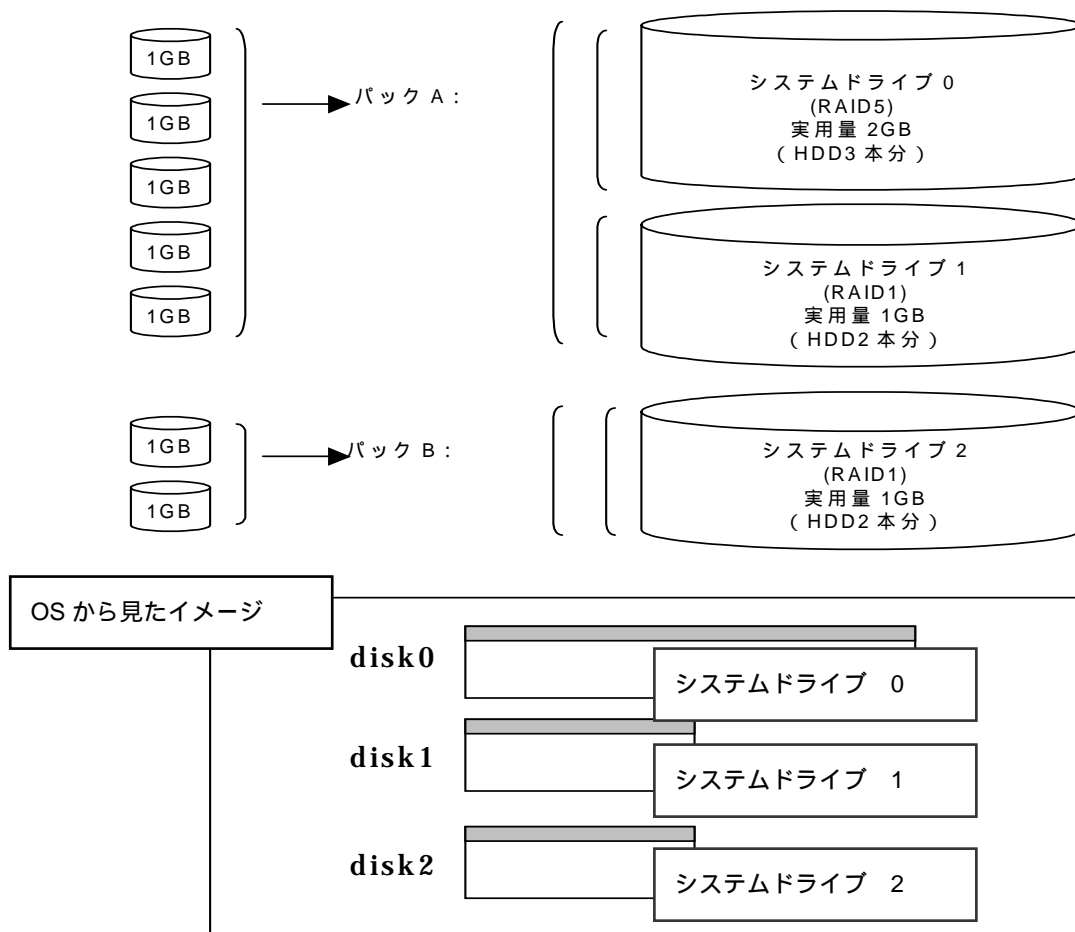 1GB
1GB
1GB
1GB
1GB
パック A：
システムドライブ 0
(RAID5)
実用量 2GB
（HDD3 本分）
システムドライブ 1
(RAID1)
実用量 1GB
（HDD2 本分）
1GB
1GB
パック B：
システムドライブ 2
(RAID1)
実用量 1GB
（HDD2 本分）
OS から見たイメージ
disk0
システムドライブ　0
disk1
システムドライブ　1
disk2
システムドライブ　2